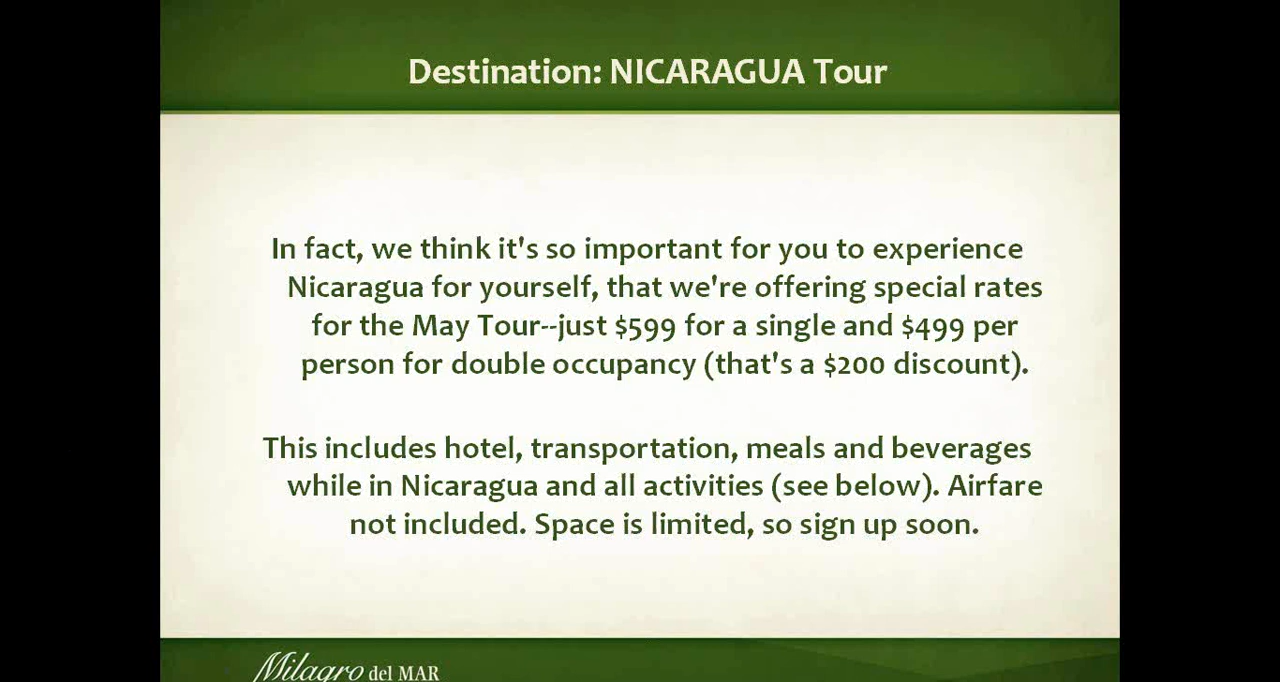 Destination: NICARAGUA Tour
In fact, we think it's so important for you to experience
Nicaragua for yourself, that we're offering special rates
for the May Tour--just $599 for a single and $499 per
person for double occupancy (that's a $200 discount).
This includes hotel, transportation, meals and beverages
while in Nicaragua and all activities (see below). Airfare
not included. Space is limited, so sign up soon.
Milagro del MAR